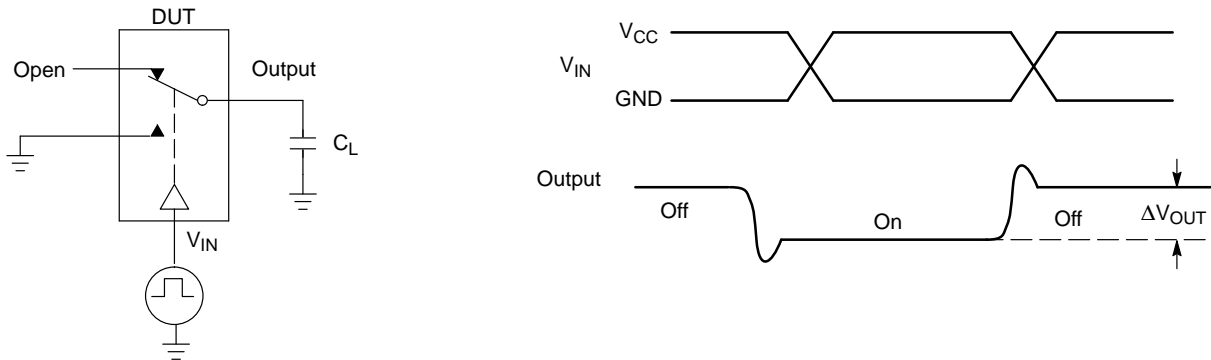 DUT
Open
Output
C_L
V_IN
V_CC
V_IN
GND
Output
Off
On
Off
ΔV_OUT